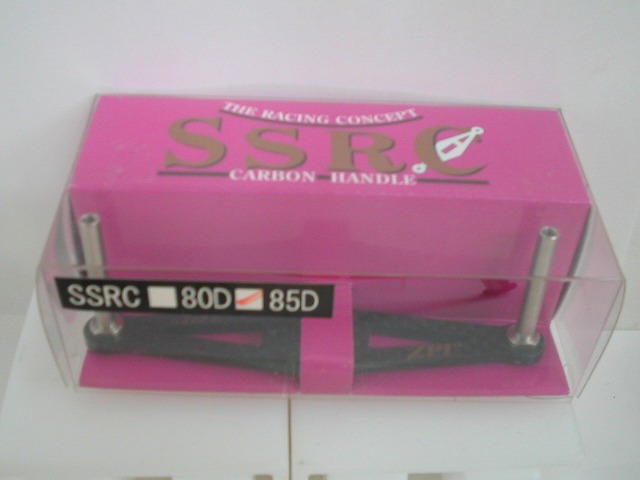 THE RACING CONCEPT
SSRC
CARBON HANDLE
SSRC 80D 85D
ZPI